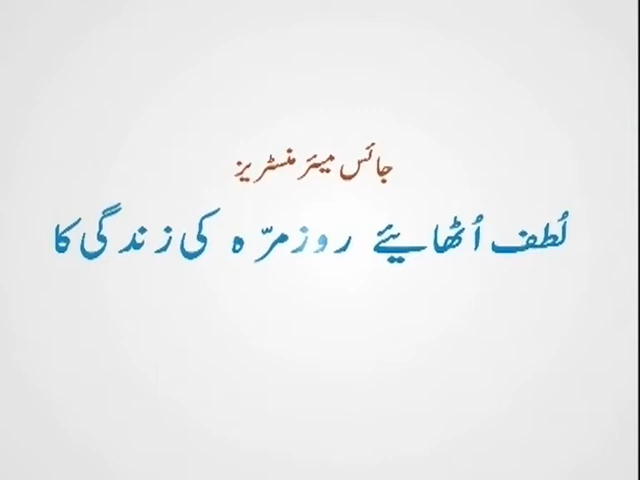 جائس میئر منسٹریز
لُطف اُٹھایئے روزمرّہ کی زندگی کا